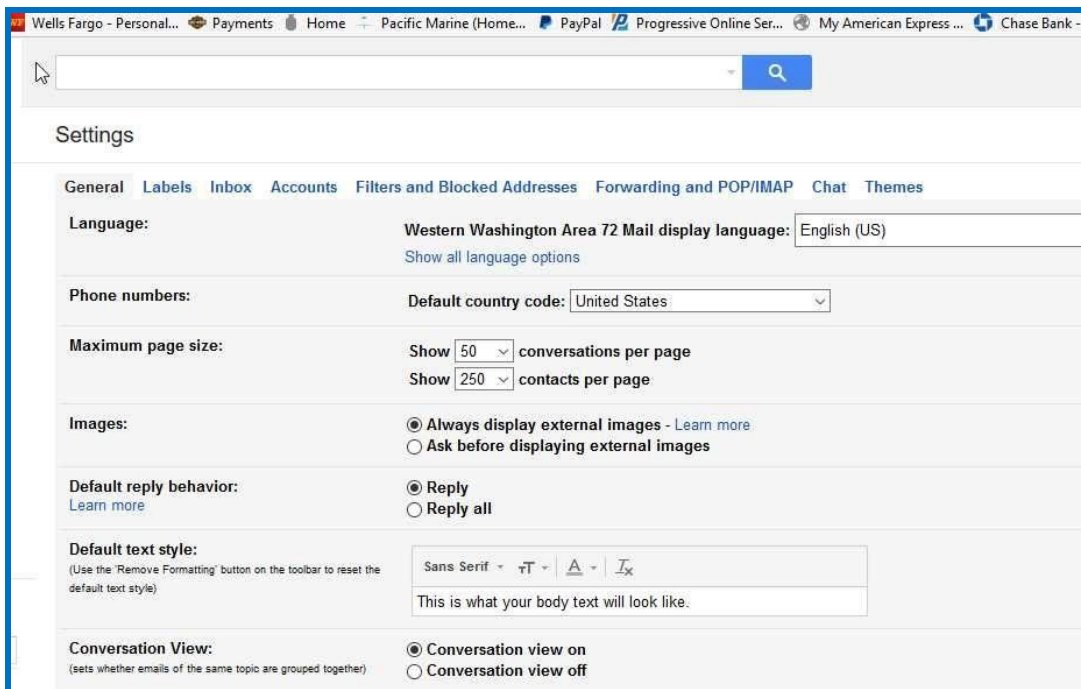 Wells Fargo - Personal... Payments Home Pacific Marine (Home... PayPal Progressive Online Ser... My American Express ... Chase Bank -
Settings
General Labels Inbox Accounts Filters and Blocked Addresses Forwarding and POP/IMAP Chat Themes
Language:
Western Washington Area 72 Mail display language: English (US)
Show all language options
Phone numbers:
Default country code: United States
Maximum page size:
Show 50 conversations per page
Show 250 contacts per page
Images:
Always display external images - Learn more
Ask before displaying external images
Default reply behavior:
Learn more
Reply
Reply all
Default text style:
(Use the 'Remove Formatting' button on the toolbar to reset the
default text style)
Sans Serif
This is what your body text will look like.
Conversation View:
(sets whether emails of the same topic are grouped together)
Conversation view on
Conversation view off